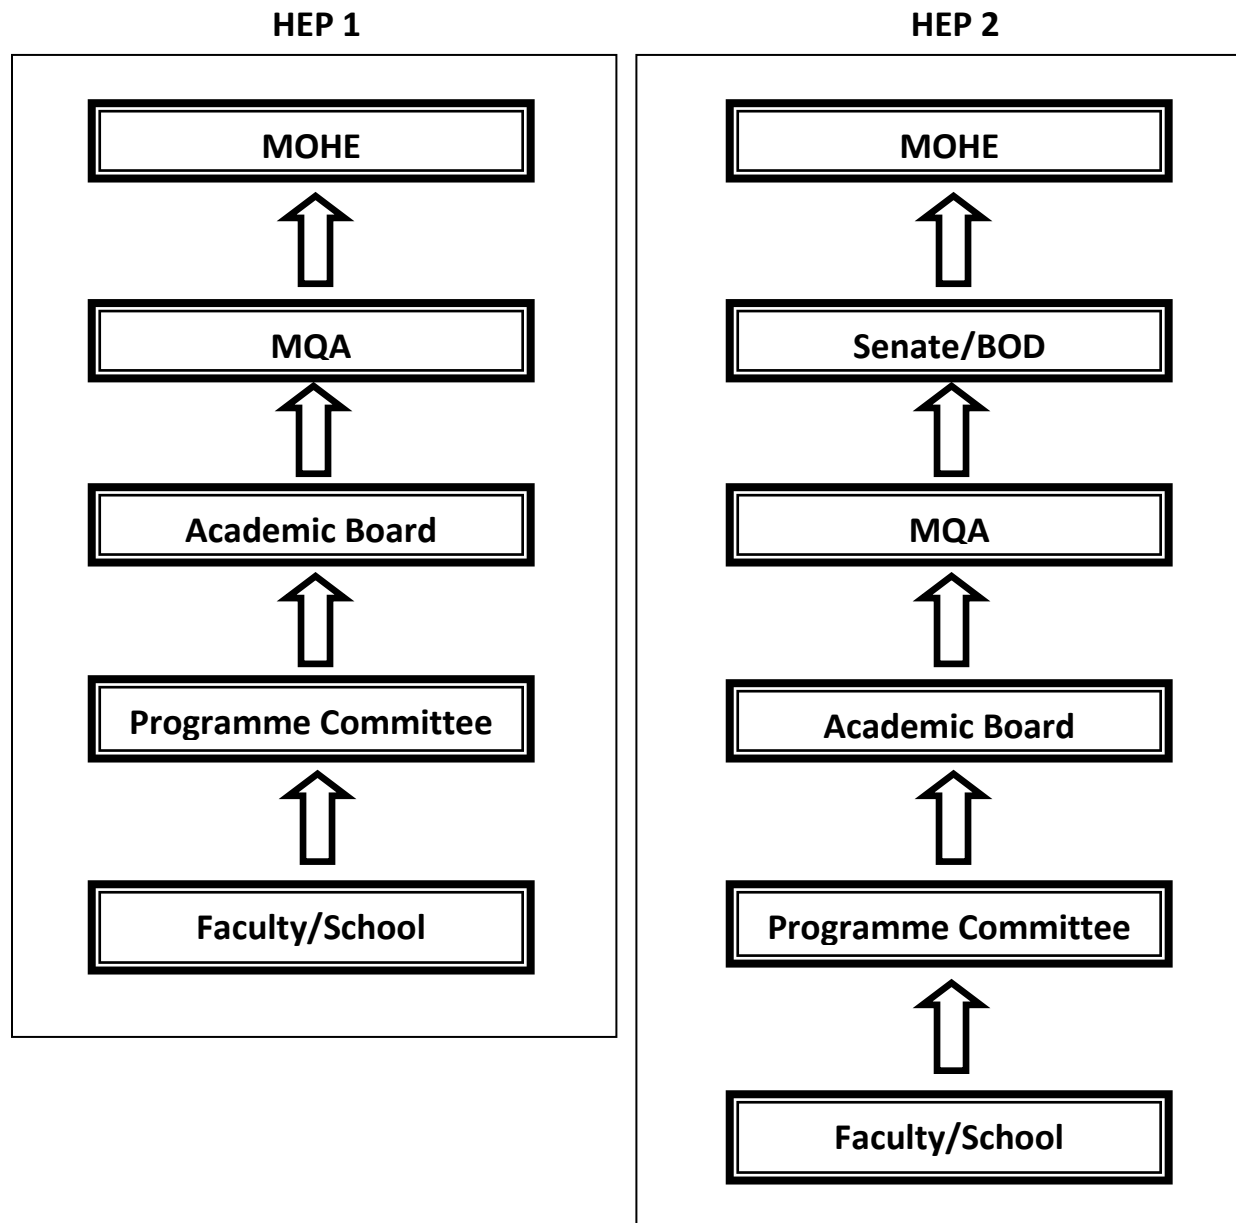 HEP 1
MOHE
MQA
Academic Board
Programme Committee
Faculty/School
HEP 2
MOHE
Senate/BOD
MQA
Academic Board
Programme Committee
Faculty/School